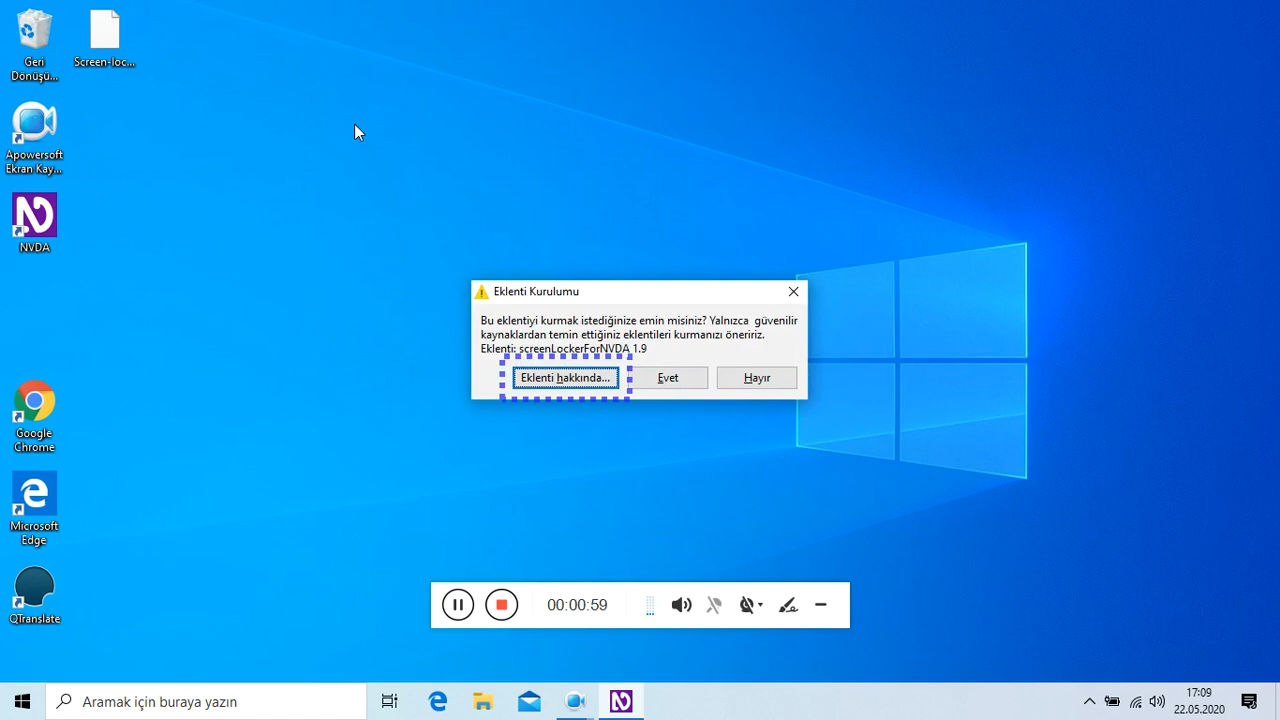 Geri
Dönüşü...
Screen-loc...
Apowersoft
Ekran Kay...
NVDA
Google
Chrome
Microsoft
Edge
QTranslate
Eklenti Kurulumu
Bu eklentiyi kurmak istediğinize emin misiniz? Yalnızca güvenilir
kaynaklardan temin ettiğiniz eklentileri kurmanızı öneririz.
Eklenti: screenLockerForNVDA 1.9
Eklenti hakkında...
Evet
Hayır
00:00:59
Aramak için buraya yazın
17:09
22.05.2020